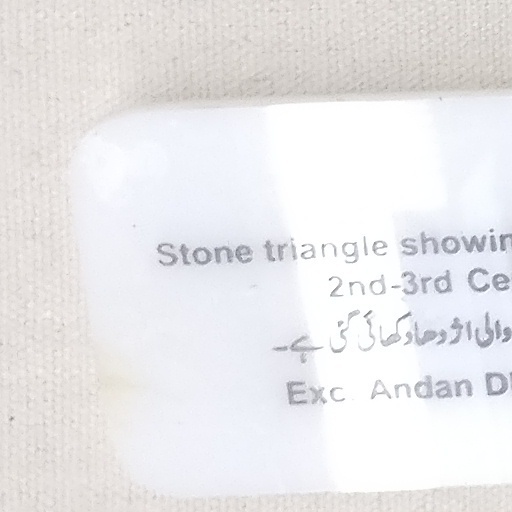 Stone triangle showin
2nd-3rd Ce
والی اژدھا دکھائی گئی ہے۔
Exc. Andan D